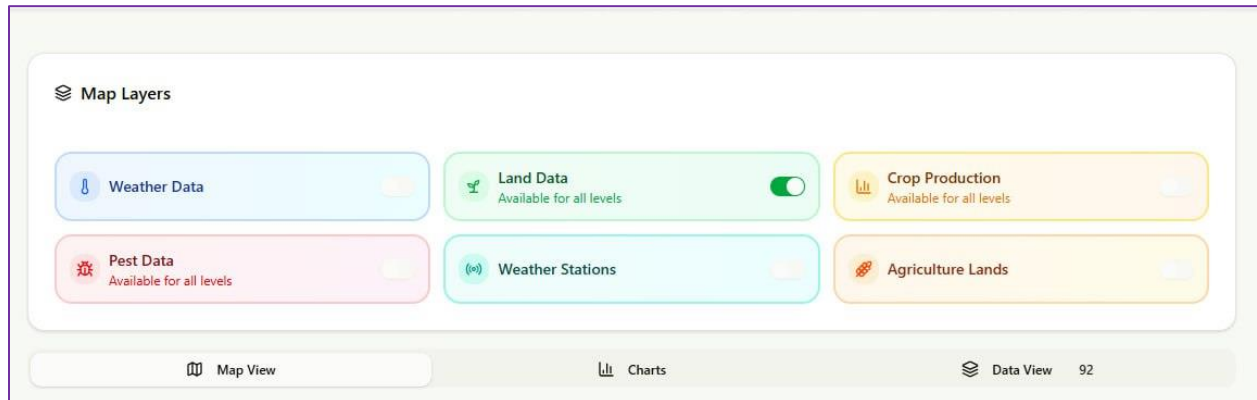 Map Layers
Weather Data
Land Data
Available for all levels
Crop Production
Available for all levels
Pest Data
Available for all levels
Weather Stations
Agriculture Lands
Map View
Charts
Data View 92